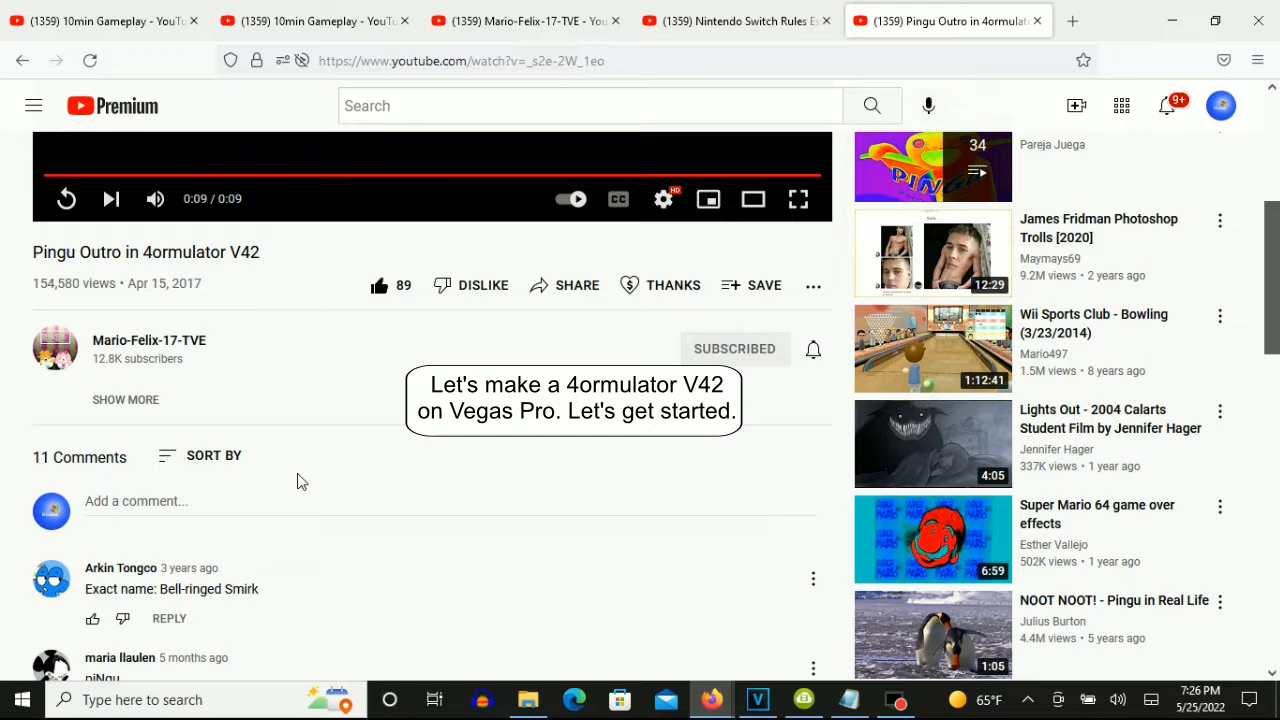 (1359) 10min Gameplay - YouTu
(1359) 10min Gameplay - YouTu
(1359) Mario-Felix-17-TVE - You
(1359) Nintendo Switch Rules Es
(1359) Pingu Outro in 4ormulat
https://www.youtube.com/watch?v=_s2e-2W_1eo
Premium
Search
9+
0:09 / 0:09
CC
HD
Pingu Outro in 4ormulator V42
154,580 views • Apr 15, 2017
89
DISLIKE
SHARE
THANKS
SAVE
Mario-Felix-17-TVE
12.8K subscribers
SUBSCRIBED
SHOW MORE
Let's make a 4ormulator V42
on Vegas Pro. Let's get started.
11 Comments
SORT BY
Add a comment...
Arkin Tongco 3 years ago
Exact name: Bell-ringed Smirk
REPLY
maria llaulen 5 months ago
piNgu
34
PINGU
Pareja Juega
James Fridman Photoshop
Trolls [2020]
Maymays69
9.2M views • 2 years ago
12:29
Wii Sports Club - Bowling
(3/23/2014)
Mario497
1.5M views • 8 years ago
1:12:41
Lights Out - 2004 Calarts
Student Film by Jennifer Hager
Jennifer Hager
337K views • 1 year ago
4:05
Super Mario 64 game over
effects
Esther Vallejo
502K views • 1 year ago
6:59
NOOT NOOT! - Pingu in Real Life
Julius Burton
4.4M views • 5 years ago
1:05
Type here to search
65°F
7:26 PM
5/25/2022